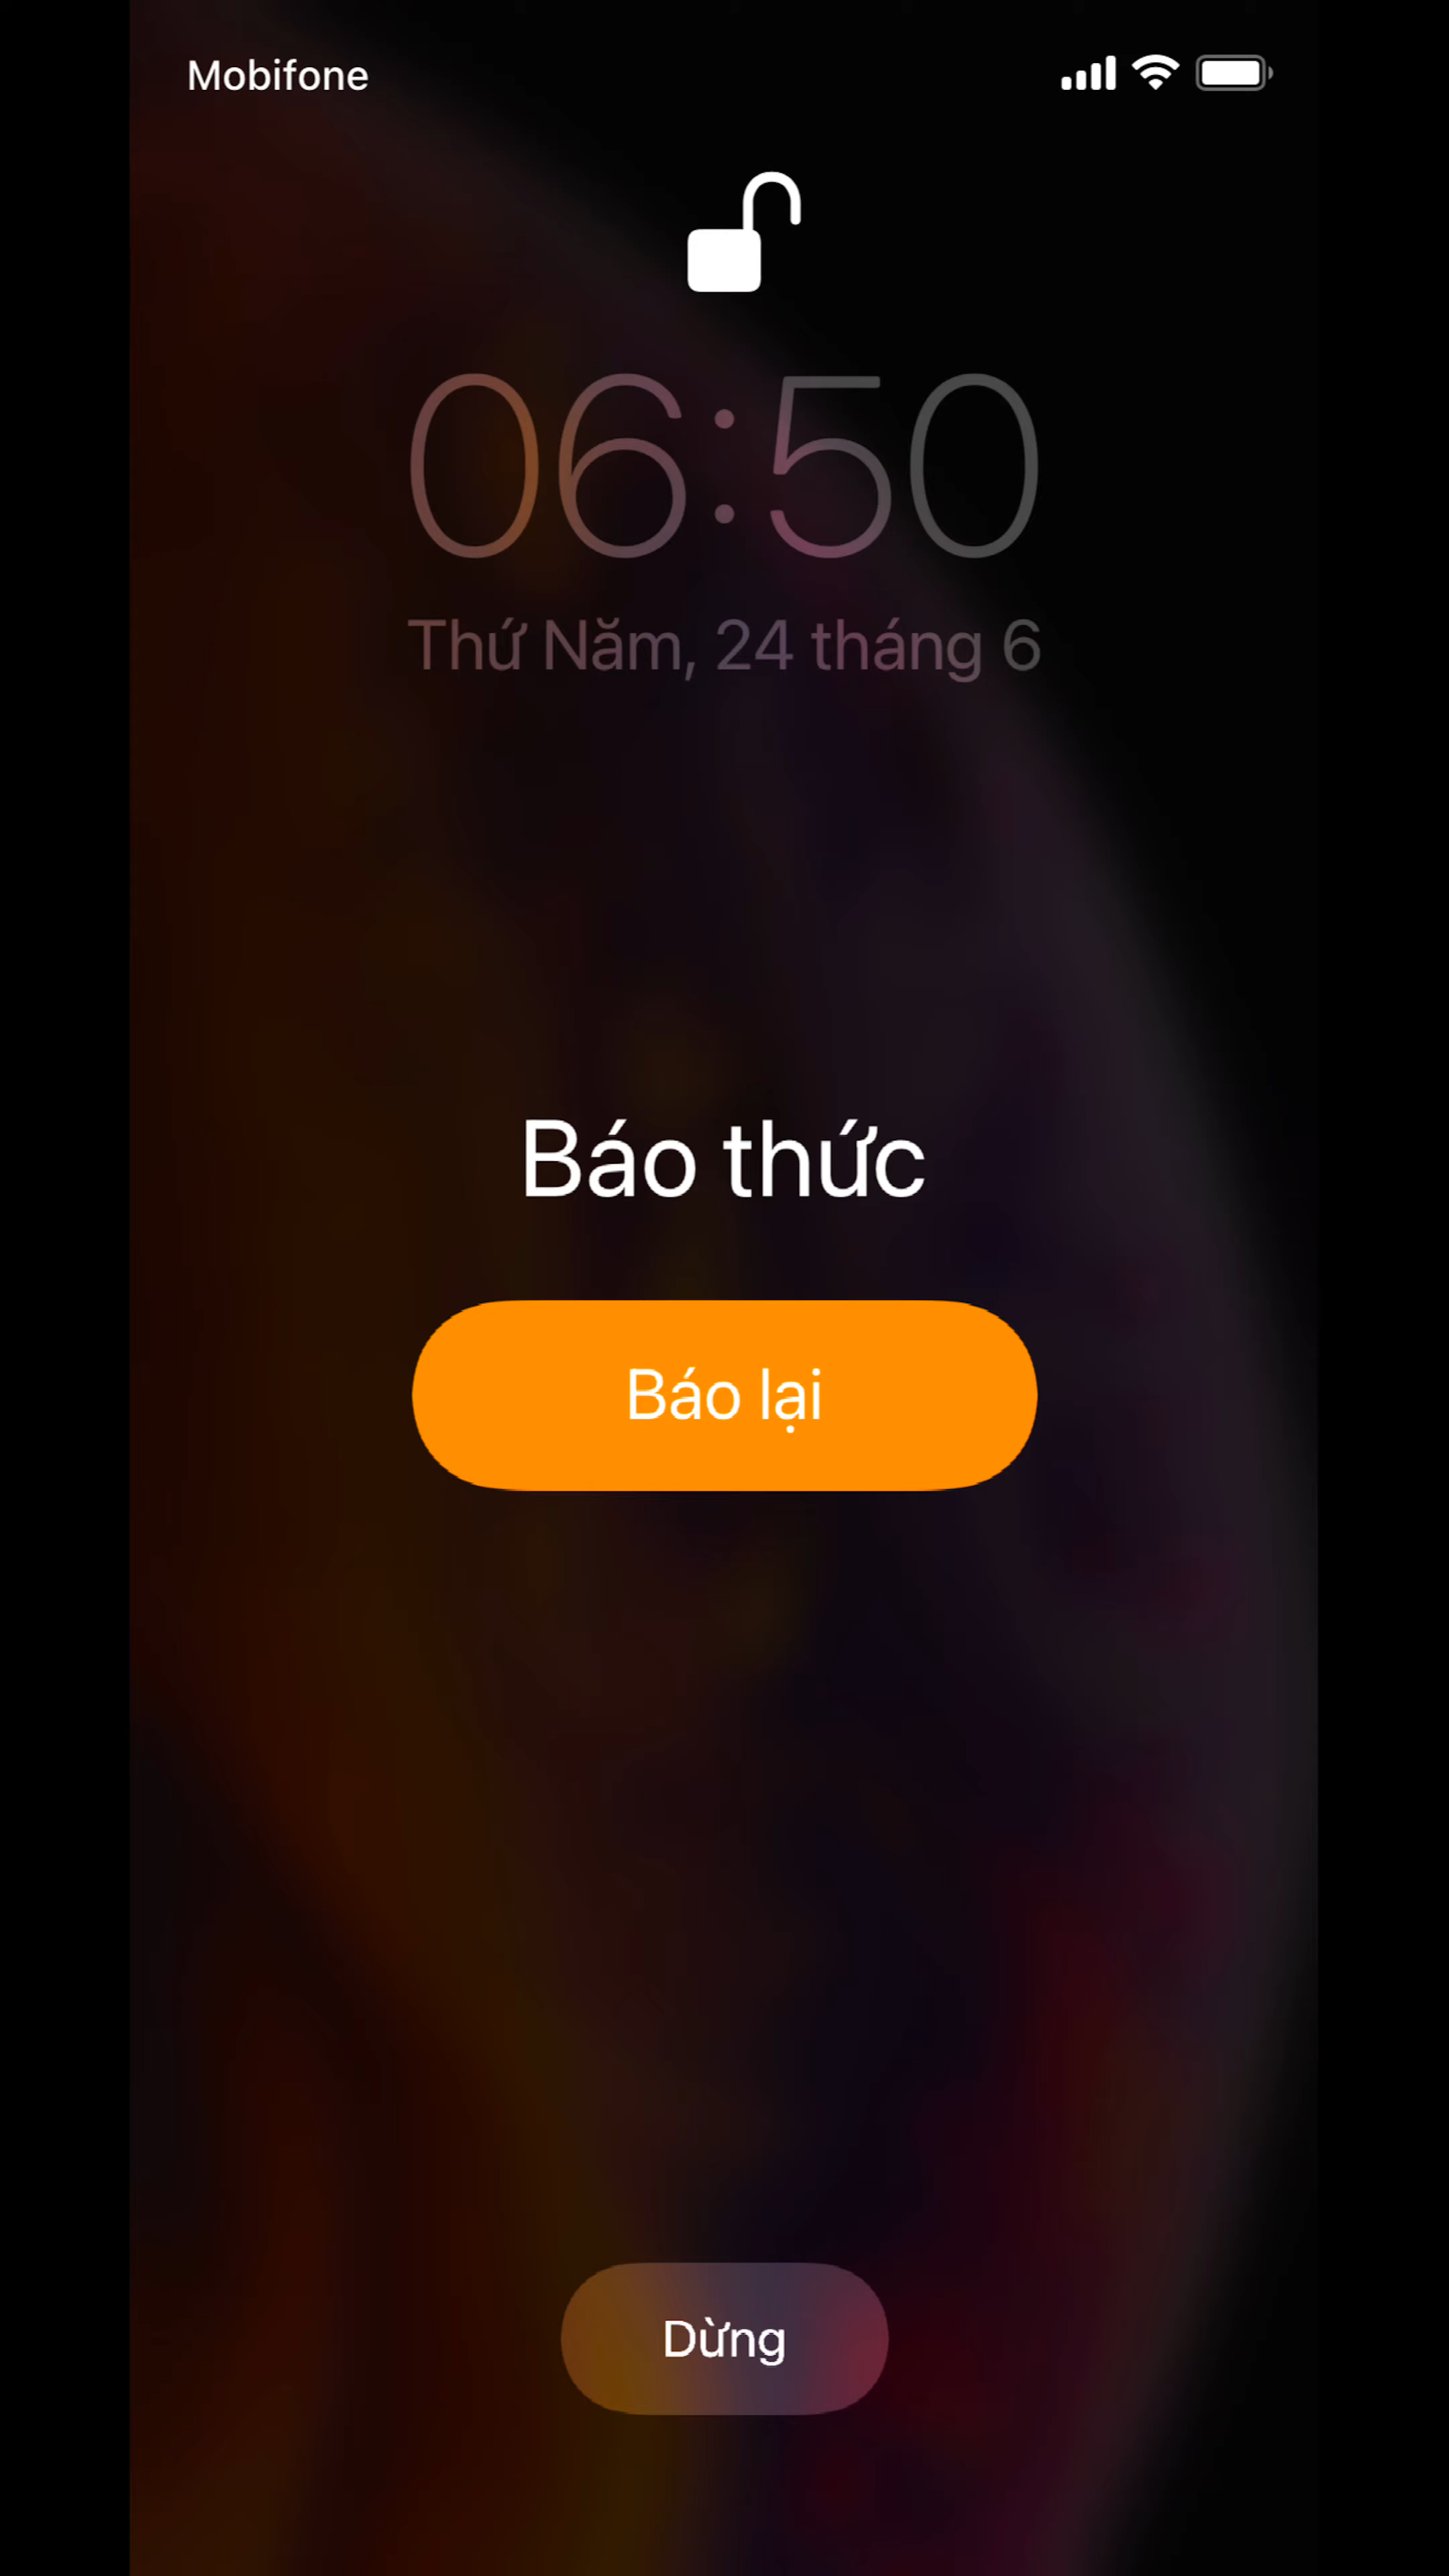 Mobifone
06:50
Thứ Năm, 24 tháng 6
Báo thức
Báo lại
Dừng